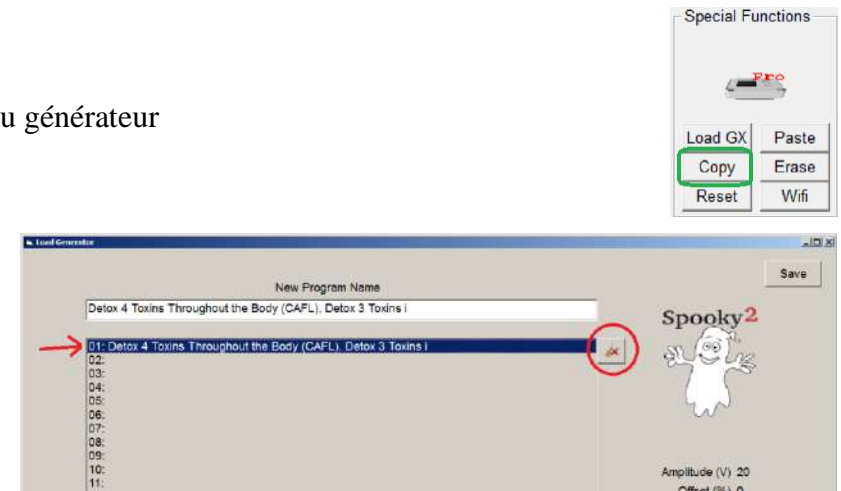 Special Functions
Pro
u générateur
Load GX Paste
Copy Erase
Reset Wifi
Load Generator
Save
New Program Name
Detox 4 Toxins Throughout the Body (CAFL), Detox 3 Toxins i
Spooky2
01: Detox 4 Toxins Throughout the Body (CAFL), Detox 3 Toxins i
02:
03:
04:
05:
06:
07:
08:
09:
10:
Amplitude (V) 20
11:
Offset (%) 0